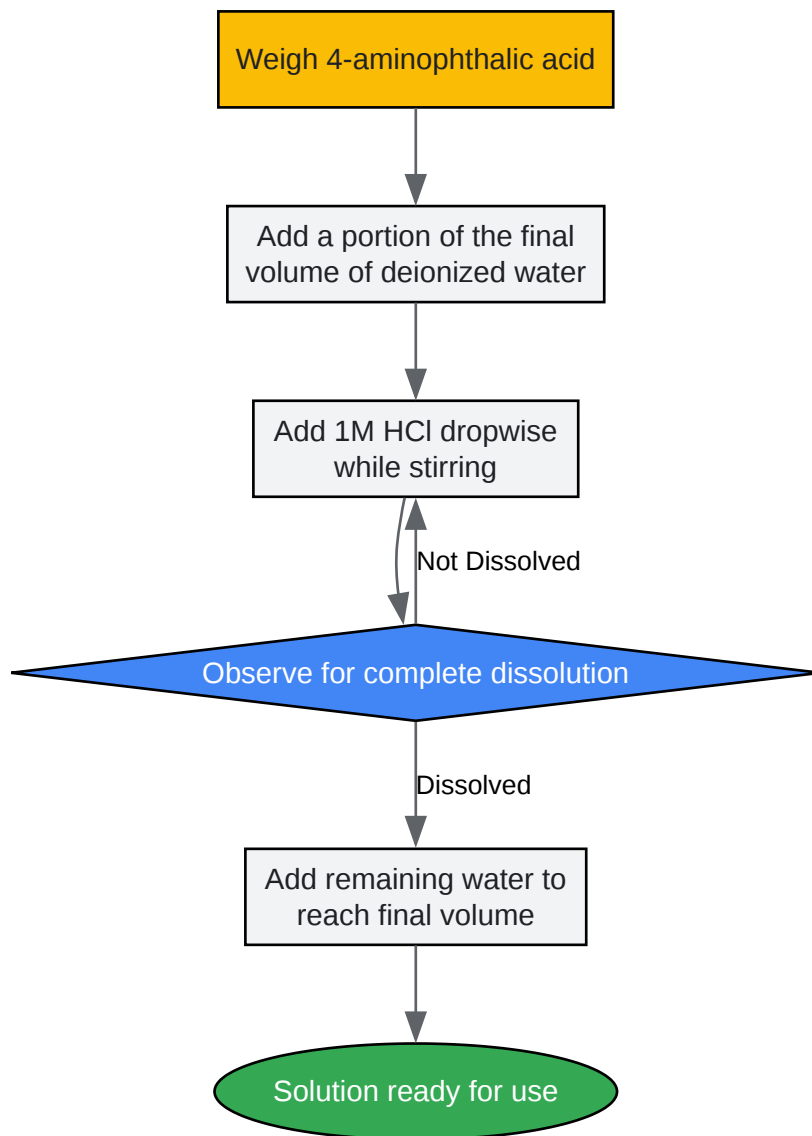 Weigh 4-aminophthalic acid
Add a portion of the final
volume of deionized water
Add 1M HCl dropwise
while stirring
Not Dissolved
Observe for complete dissolution
Dissolved
Add remaining water to
reach final volume
Solution ready for use